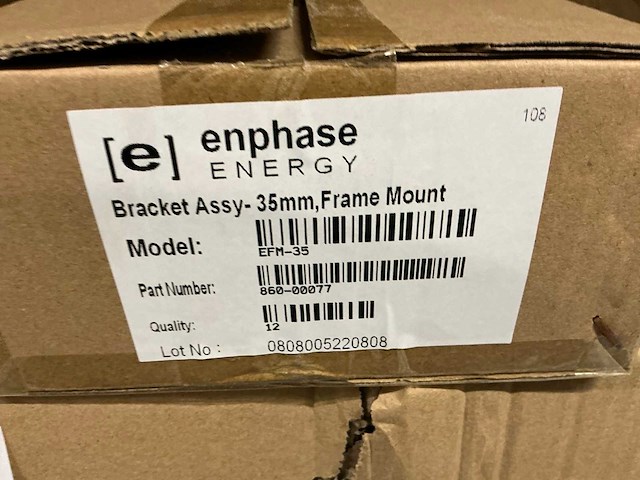 108
[e] enphase
ENERGY
Bracket Assy- 35mm,Frame Mount
Model:
EFM-35
Part Number:
860-00077
Quality:
12
Lot No : 0808005220808